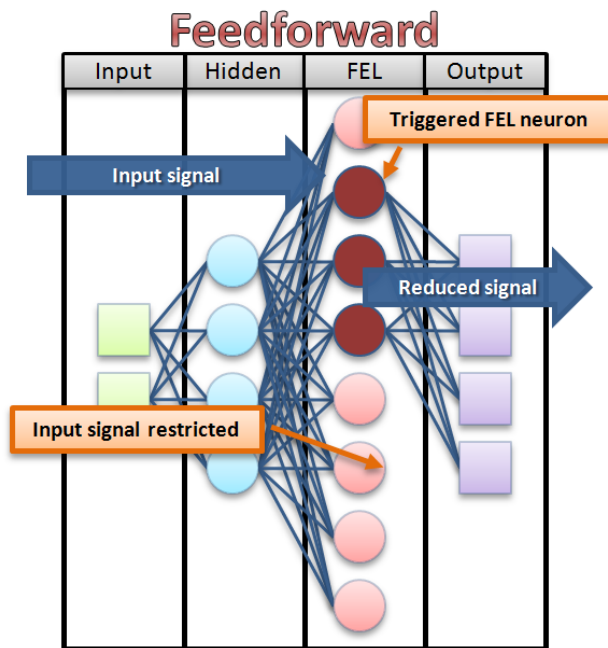 Feedforward
Input
Hidden
FEL
Output
Triggered FEL neuron
Input signal
Reduced signal
Input signal restricted